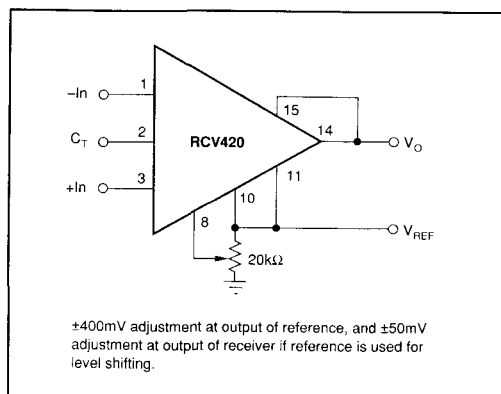 1
−In
15
2
14
C_T
RCV420
V_O
3
11
+In
10
8
V_REF
20kΩ
±400mV adjustment at output of reference, and ±50mV
adjustment at output of receiver if reference is used for
level shifting.